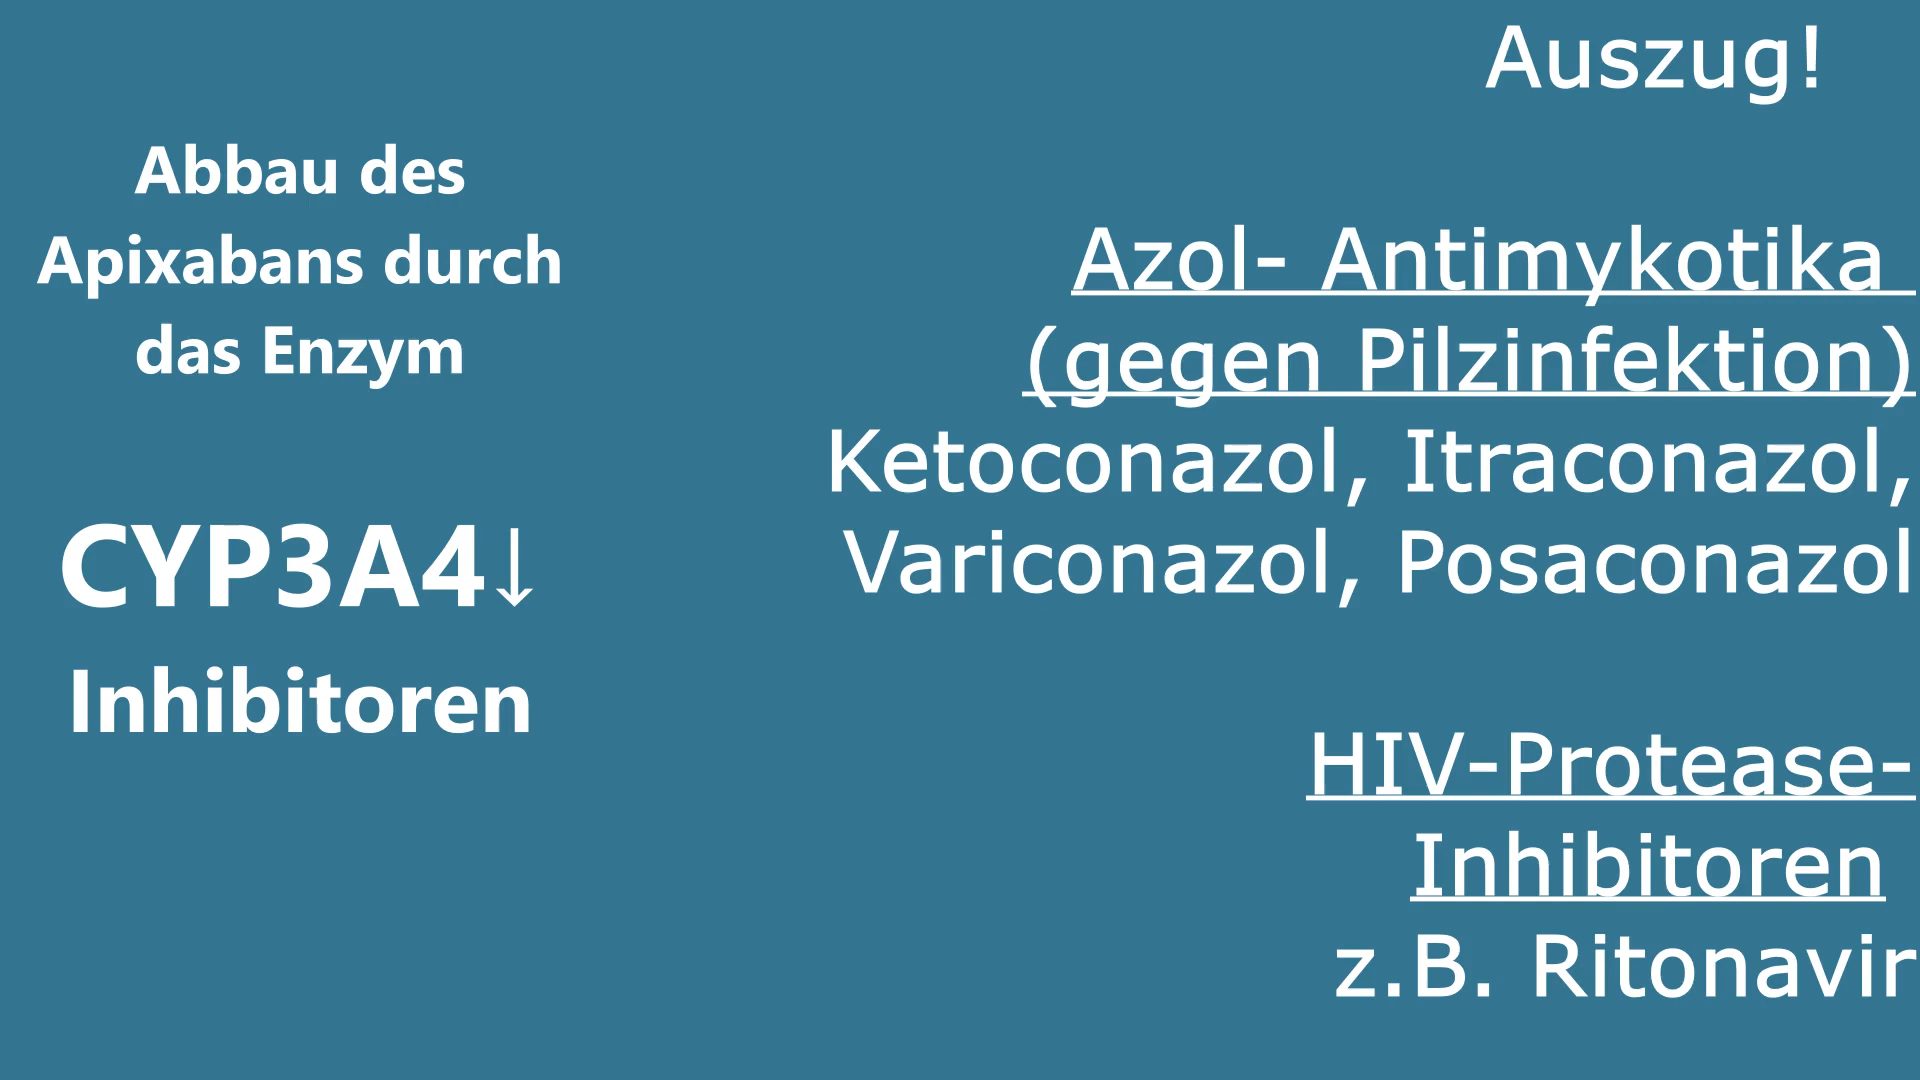 Auszug!
Abbau des
Apixabans durch
das Enzym
CYP3A4↓
Inhibitoren
Azol- Antimykotika
(gegen Pilzinfektion)
Ketoconazol, Itraconazol,
Variconazol, Posaconazol
HIV-Protease-
Inhibitoren
z.B. Ritonavir